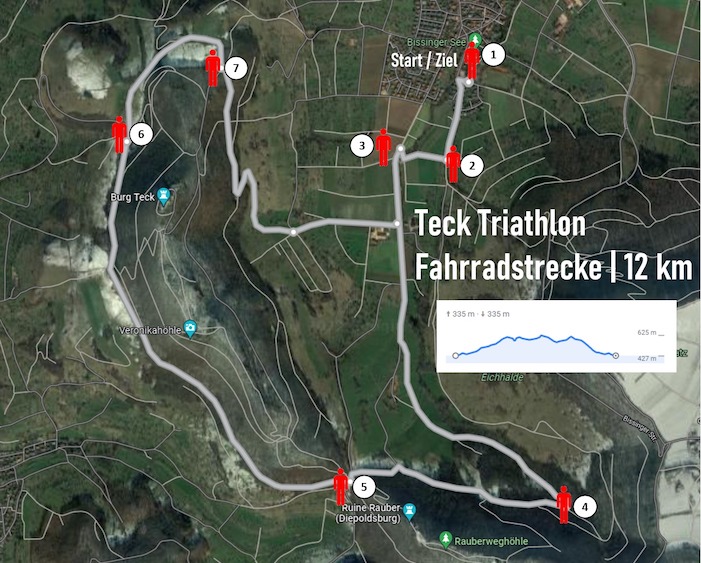 Bissinger See
1
Start / Ziel
7
3
6
2
Burg Teck
Teck Triathlon
Fahrradstrecke | 12 km
↑ 335 m · ↓ 335 m
625 m
427 m
Veronikahöhle
Eichhalde
Bissinger Str.
5
4
Ruine Rauber
(Diepoldsburg)
Rauberweghöhle